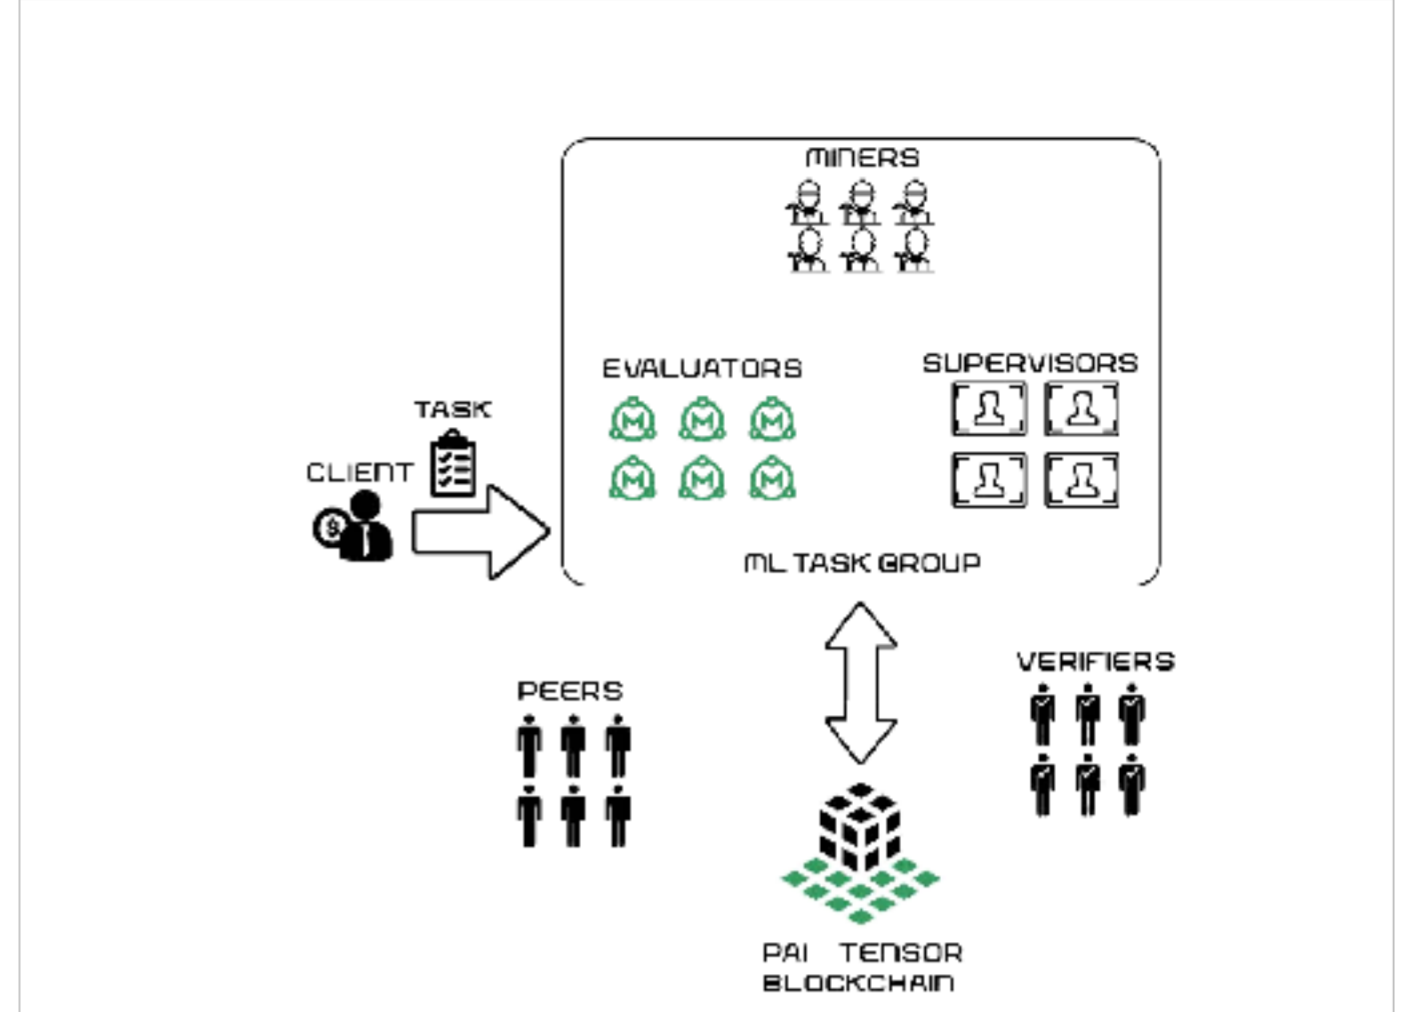 MINERS
EVALUATORS
SUPERVISORS
TASK
CLIENT
$
M M M
M M M
ML TASK GROUP
VERIFIERS
PEERS
PAI TENSOR
BLOCKCHAIN